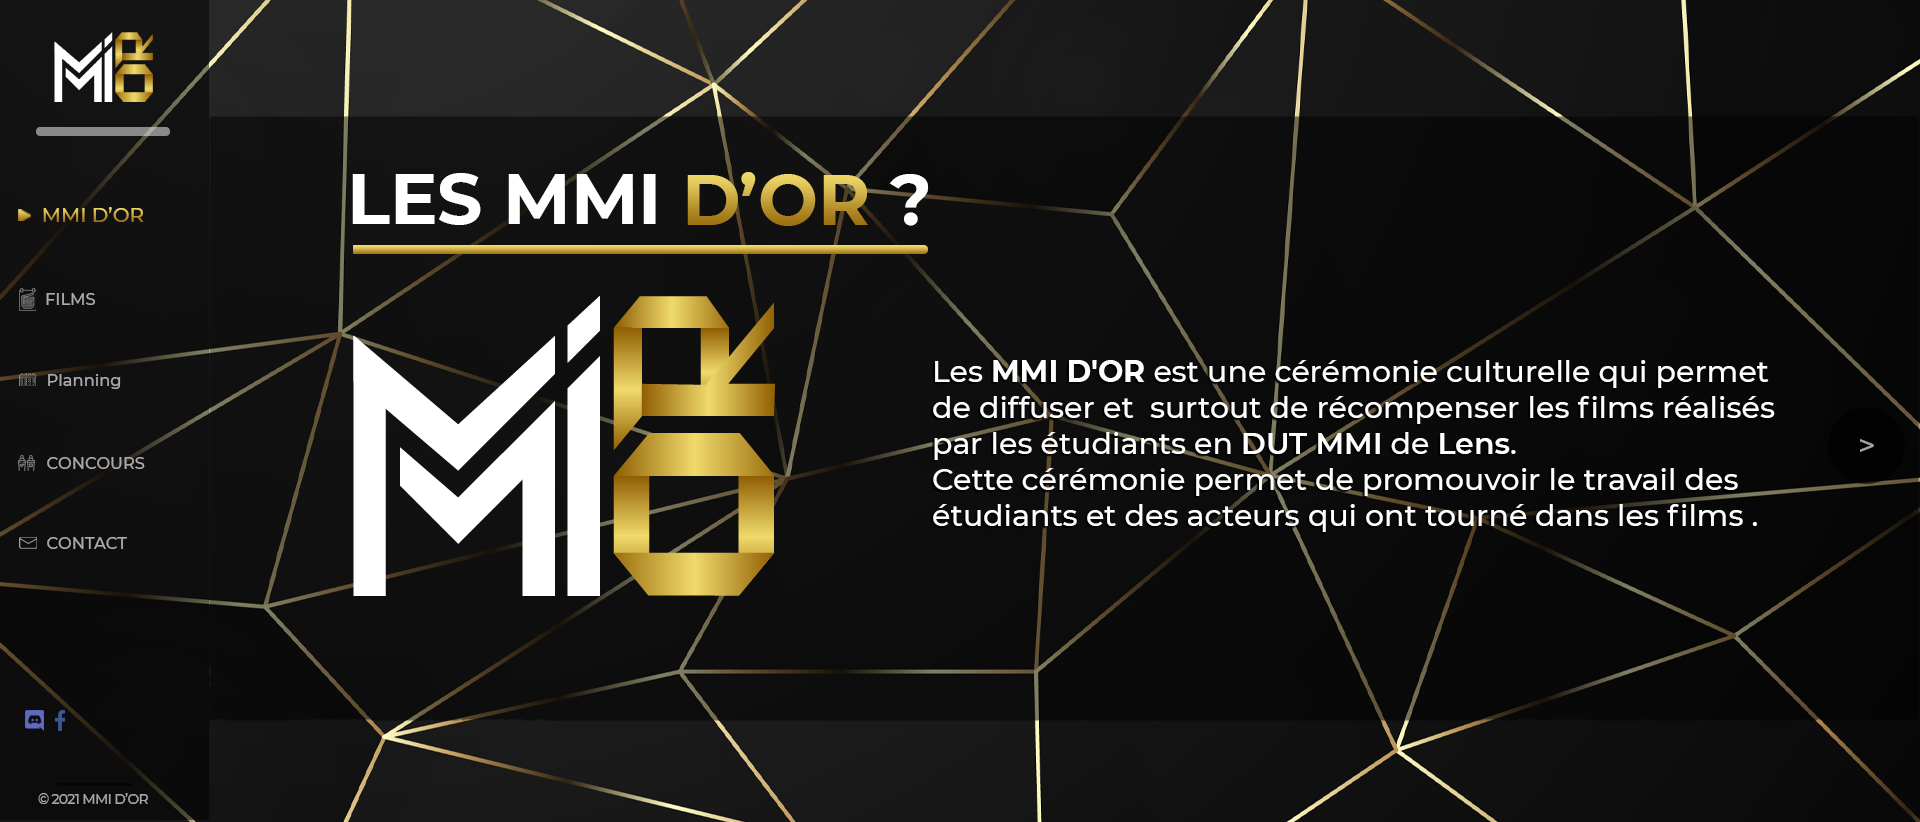 MMI D'OR
FILMS
Planning
CONCOURS
CONTACT
© 2021 MMI D'OR
LES MMI D'OR ?
MI OR
Les MMI D'OR est une cérémonie culturelle qui permet
de diffuser et  surtout de récompenser les films réalisés
par les étudiants en DUT MMI de Lens.
Cette cérémonie permet de promouvoir le travail des
étudiants et des acteurs qui ont tourné dans les films .
>